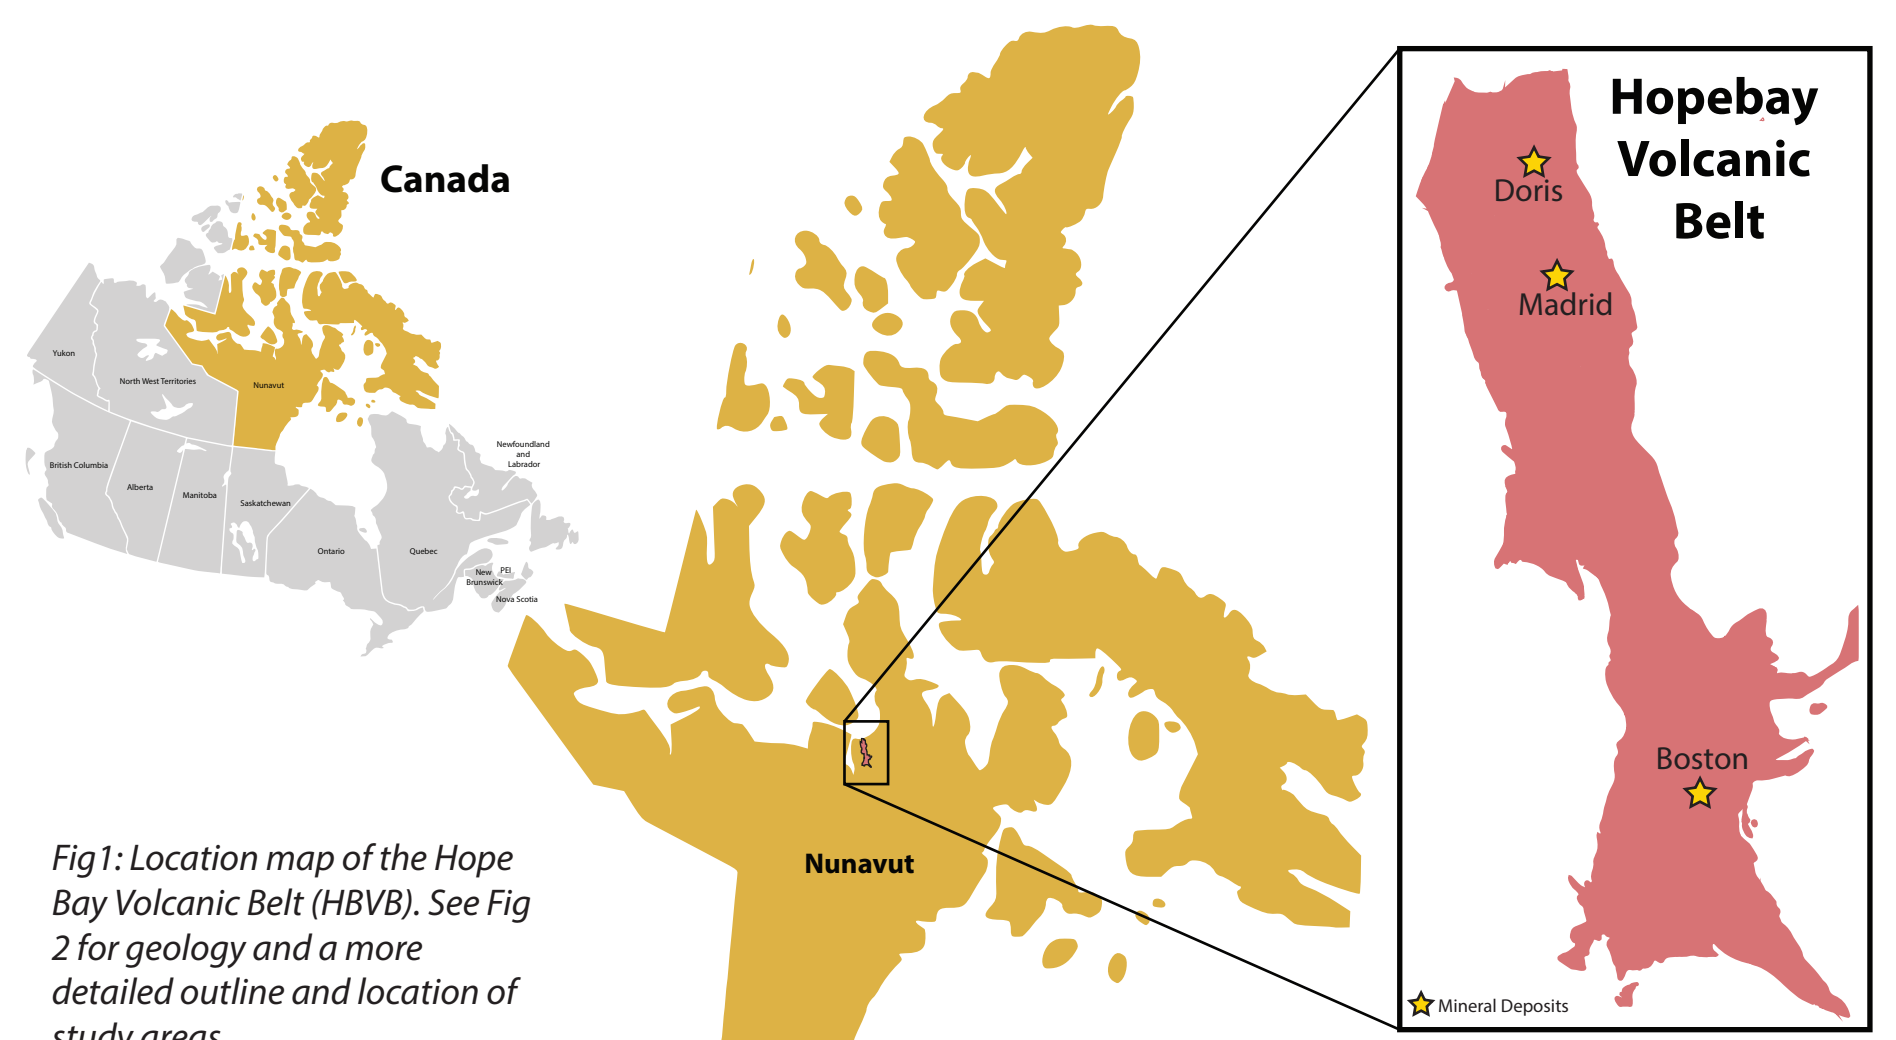 Canada
Yukon
North West Territories
Nunavut
British Columbia
Alberta
Manitoba
Saskatchewan
Ontario
Quebec
Newfoundland
and
Labrador
New
Brunswick
PEI
Nova Scotia
Nunavut
Hopebay
Volcanic
Belt
Doris
Madrid
Boston
Mineral Deposits
Fig1: Location map of the Hope
Bay Volcanic Belt (HBVB). See Fig
2 for geology and a more
detailed outline and location of
study areas